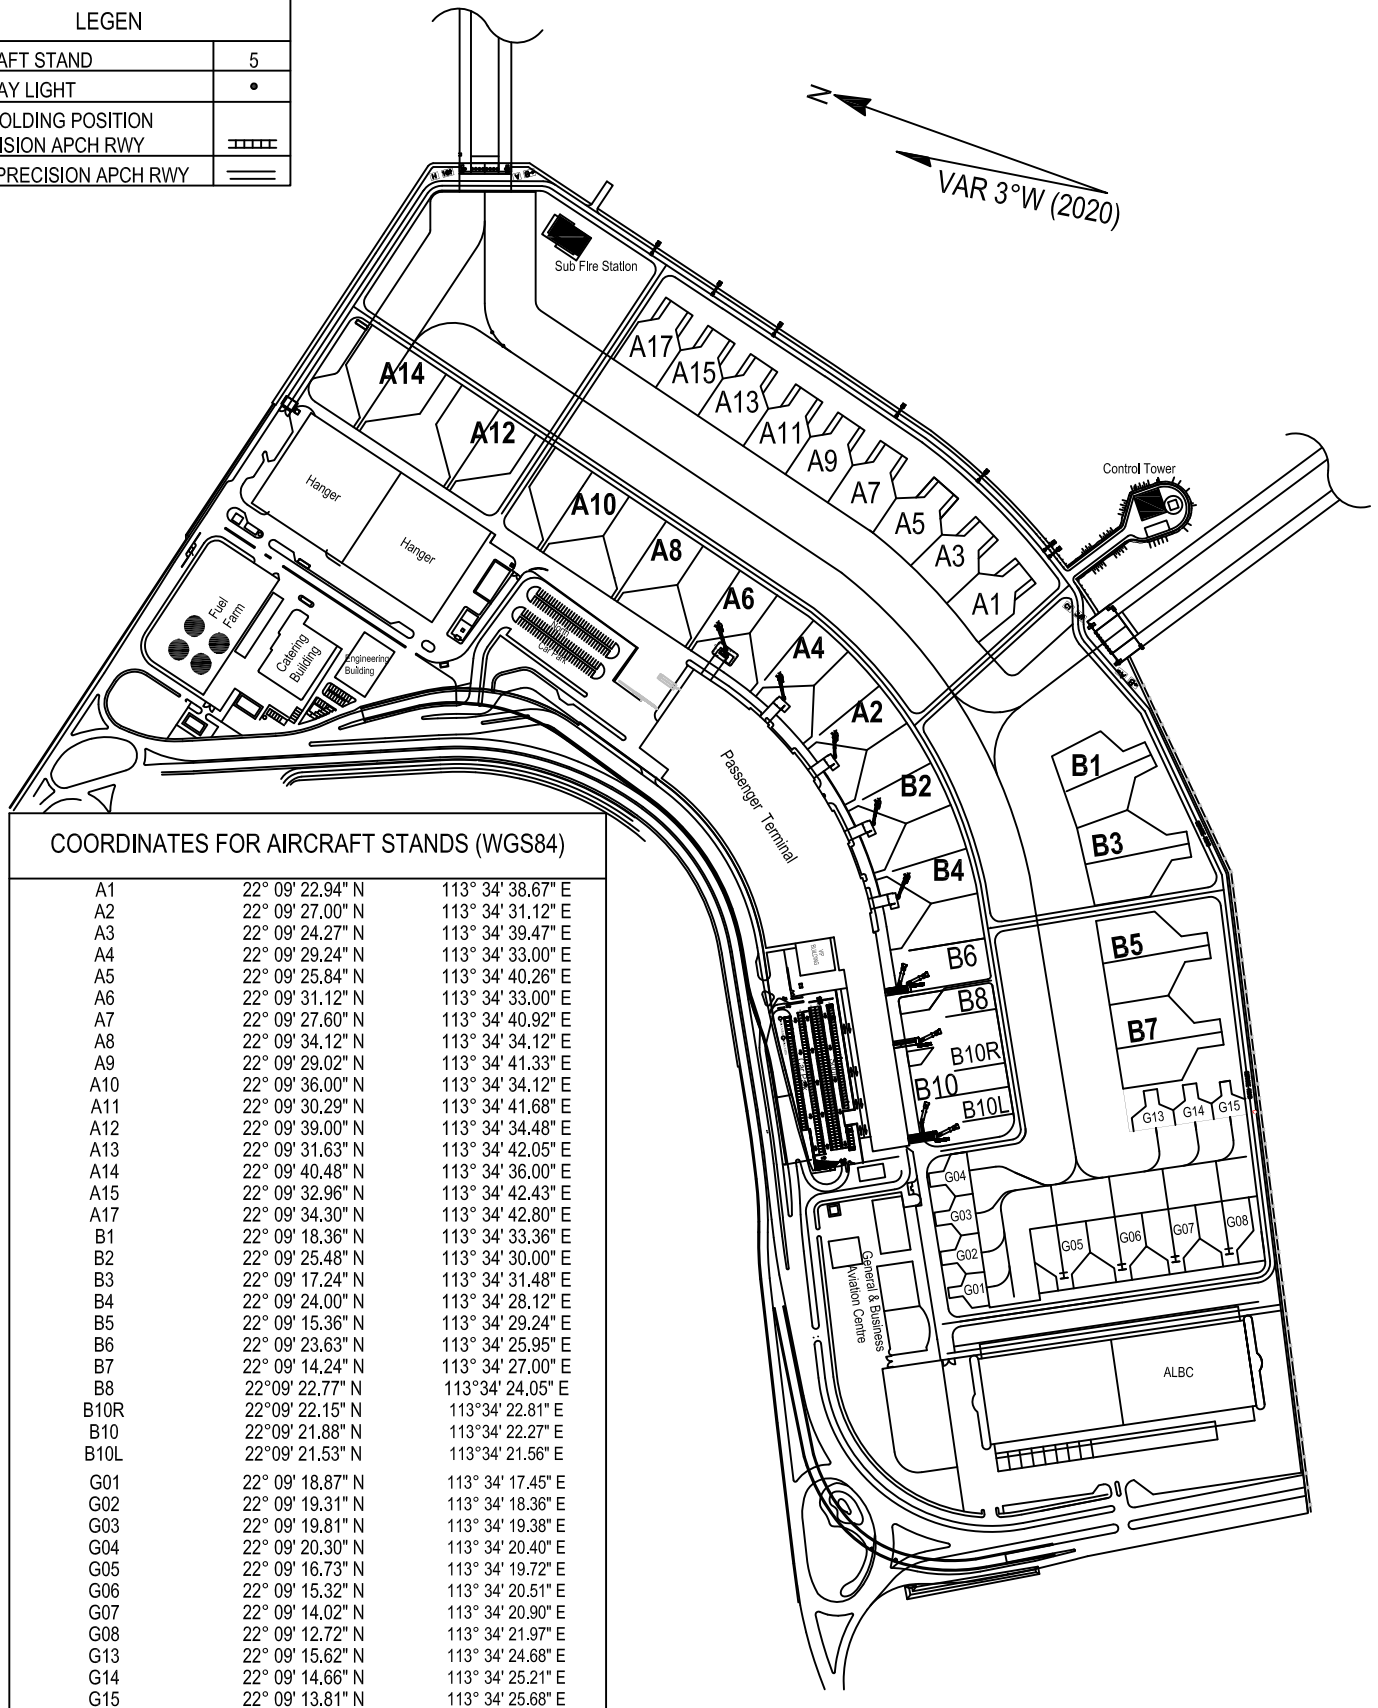 LEGEN
AFT STAND 5
AY LIGHT
OLDING POSITION
ISION APCH RWY
PRECISION APCH RWY
N
VAR 3°W (2020)
Sub Fire Station
A17
A15
A13
A11
A9
A7
A5
A3
A1
A14
A12
A10
A8
A6
A4
A2
B2
B4
B6
B8
B10R
B10
B10L
B1
B3
B5
B7
Control Tower
Hanger
Hanger
Fuel
Farm
Catering
Building
Engineering
Building
Car Park
Passenger Terminal
VIP
BUILDING
G13
G14
G15
G04
G03
G02
G01
G05
G06
G07
G08
General & Business
Aviation Centre
ALBC
COORDINATES FOR AIRCRAFT STANDS (WGS84)
A1 22° 09' 22.94" N 113° 34' 38.67" E
A2 22° 09' 27.00" N 113° 34' 31.12" E
A3 22° 09' 24.27" N 113° 34' 39.47" E
A4 22° 09' 29.24" N 113° 34' 33.00" E
A5 22° 09' 25.84" N 113° 34' 40.26" E
A6 22° 09' 31.12" N 113° 34' 33.00" E
A7 22° 09' 27.60" N 113° 34' 40.92" E
A8 22° 09' 34.12" N 113° 34' 34.12" E
A9 22° 09' 29.02" N 113° 34' 41.33" E
A10 22° 09' 36.00" N 113° 34' 34.12" E
A11 22° 09' 30.29" N 113° 34' 41.68" E
A12 22° 09' 39.00" N 113° 34' 34.48" E
A13 22° 09' 31.63" N 113° 34' 42.05" E
A14 22° 09' 40.48" N 113° 34' 36.00" E
A15 22° 09' 32.96" N 113° 34' 42.43" E
A17 22° 09' 34.30" N 113° 34' 42.80" E
B1 22° 09' 18.36" N 113° 34' 33.36" E
B2 22° 09' 25.48" N 113° 34' 30.00" E
B3 22° 09' 17.24" N 113° 34' 31.48" E
B4 22° 09' 24.00" N 113° 34' 28.12" E
B5 22° 09' 15.36" N 113° 34' 29.24" E
B6 22° 09' 23.63" N 113° 34' 25.95" E
B7 22° 09' 14.24" N 113° 34' 27.00" E
B8 22°09' 22.77" N 113°34' 24.05" E
B10R 22°09' 22.15" N 113°34' 22.81" E
B10 22°09' 21.88" N 113°34' 22.27" E
B10L 22°09' 21.53" N 113°34' 21.56" E
G01 22° 09' 18.87" N 113° 34' 17.45" E
G02 22° 09' 19.31" N 113° 34' 18.36" E
G03 22° 09' 19.81" N 113° 34' 19.38" E
G04 22° 09' 20.30" N 113° 34' 20.40" E
G05 22° 09' 16.73" N 113° 34' 19.72" E
G06 22° 09' 15.32" N 113° 34' 20.51" E
G07 22° 09' 14.02" N 113° 34' 20.90" E
G08 22° 09' 12.72" N 113° 34' 21.97" E
G13 22° 09' 15.62" N 113° 34' 24.68" E
G14 22° 09' 14.66" N 113° 34' 25.21" E
G15 22° 09' 13.81" N 113° 34' 25.68" E